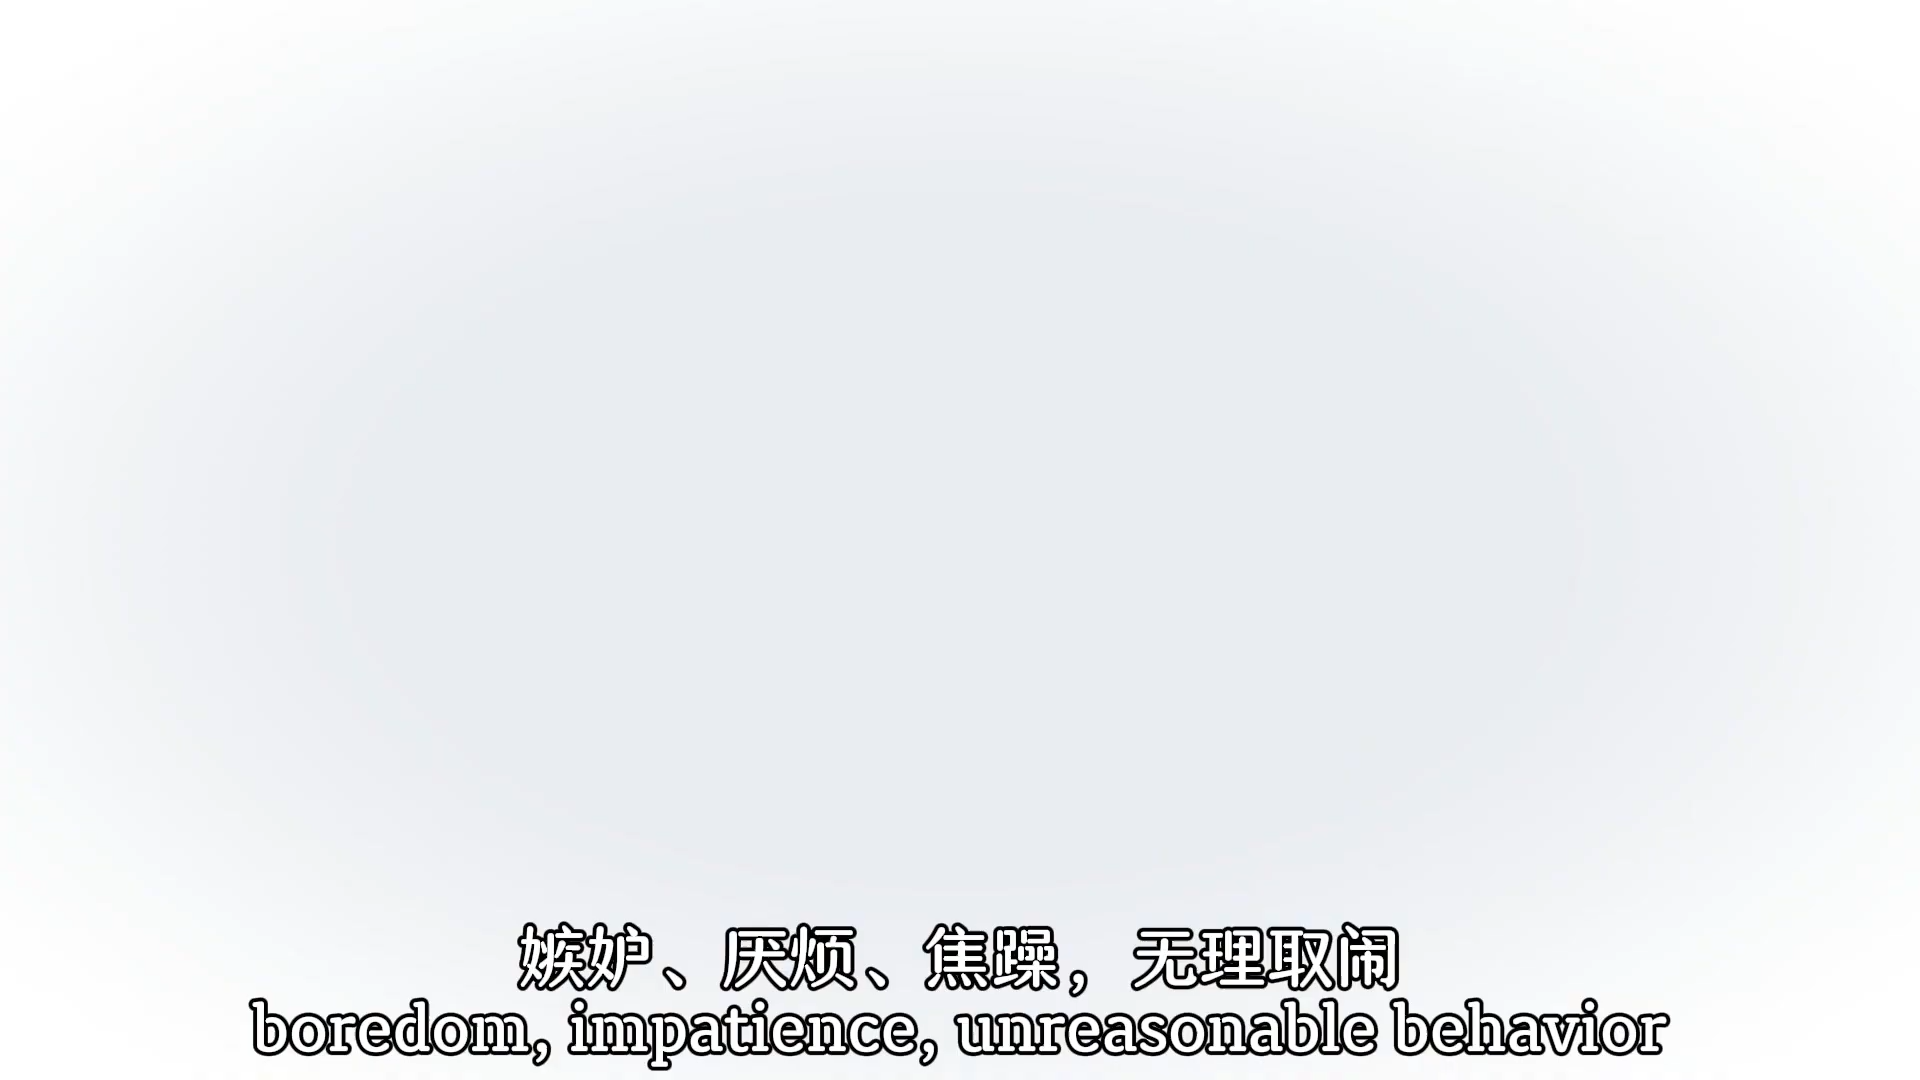 嫉妒、厌烦、焦躁，无理取闹
boredom, impatience, unreasonable behavior